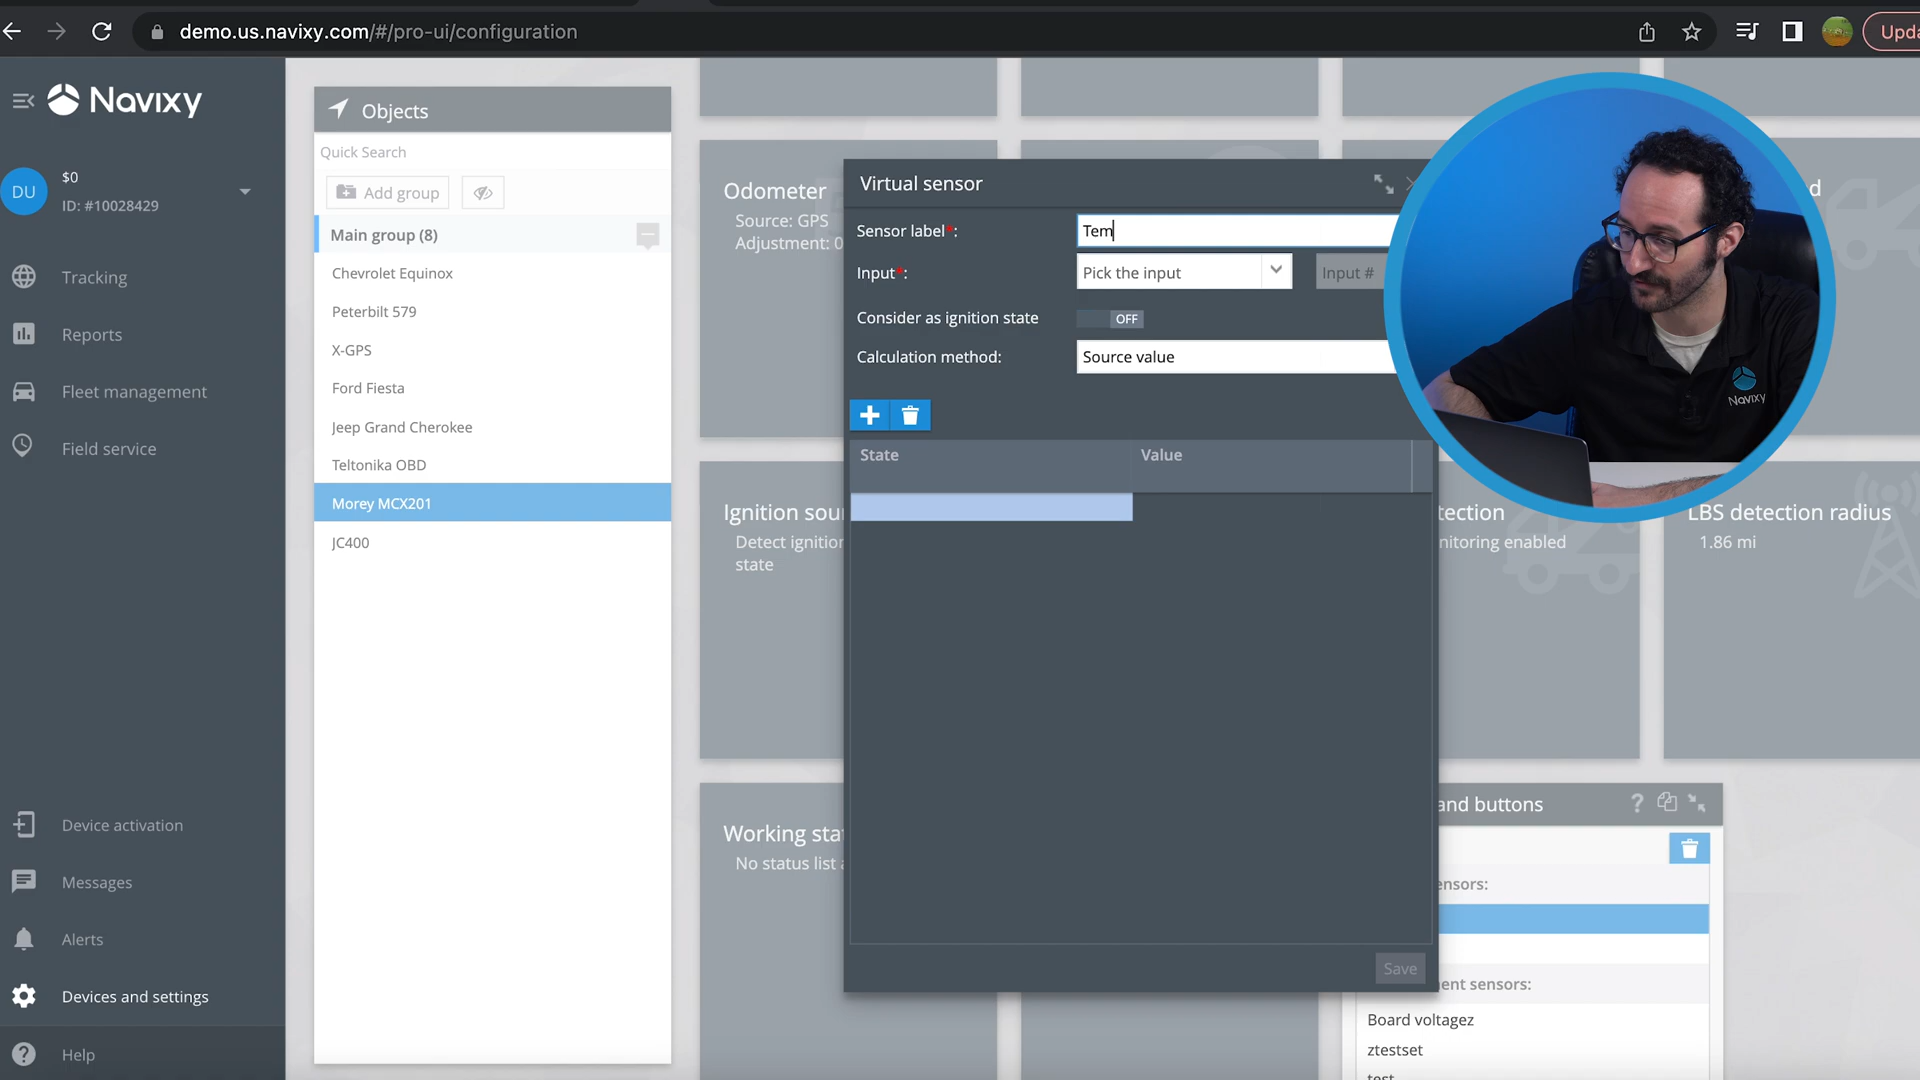 demo.us.navixy.com/#/pro-ui/configuration
Upda
Navixy
DU
$0
ID: #10028429
Tracking
Reports
Fleet management
Field service
Device activation
Messages
Alerts
Devices and settings
Help
Objects
Quick Search
Add group
Main group (8)
Chevrolet Equinox
Peterbilt 579
X-GPS
Ford Fiesta
Jeep Grand Cherokee
Teltonika OBD
Morey MCX201
JC400
Odometer
Source: GPS
Adjustment: 0
Ignition sour
Detect ignition
state
Working stat
No status list a
Virtual sensor
Sensor label*:
Tem
Input*:
Pick the input
Input #
Consider as ignition state
OFF
Calculation method:
Source value
State
Value
Save
d
Navixy
tection
nitoring enabled
LBS detection radius
1.86 mi
and buttons
ensors:
ent sensors:
Board voltagez
ztestset
test